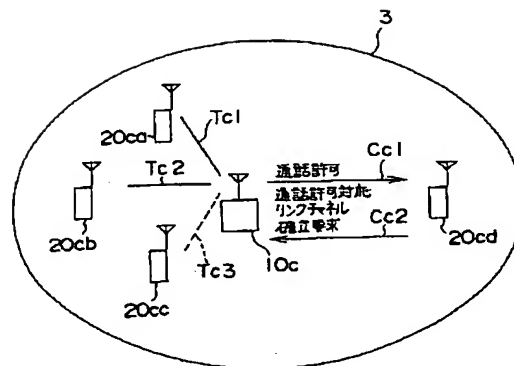 3
20ca
Tc1
Tc2
通話許可
Cc1
通話許可対応
リンクチャネル
確立要求
Cc2
20cb
20cd
Tc3
10c
20cc